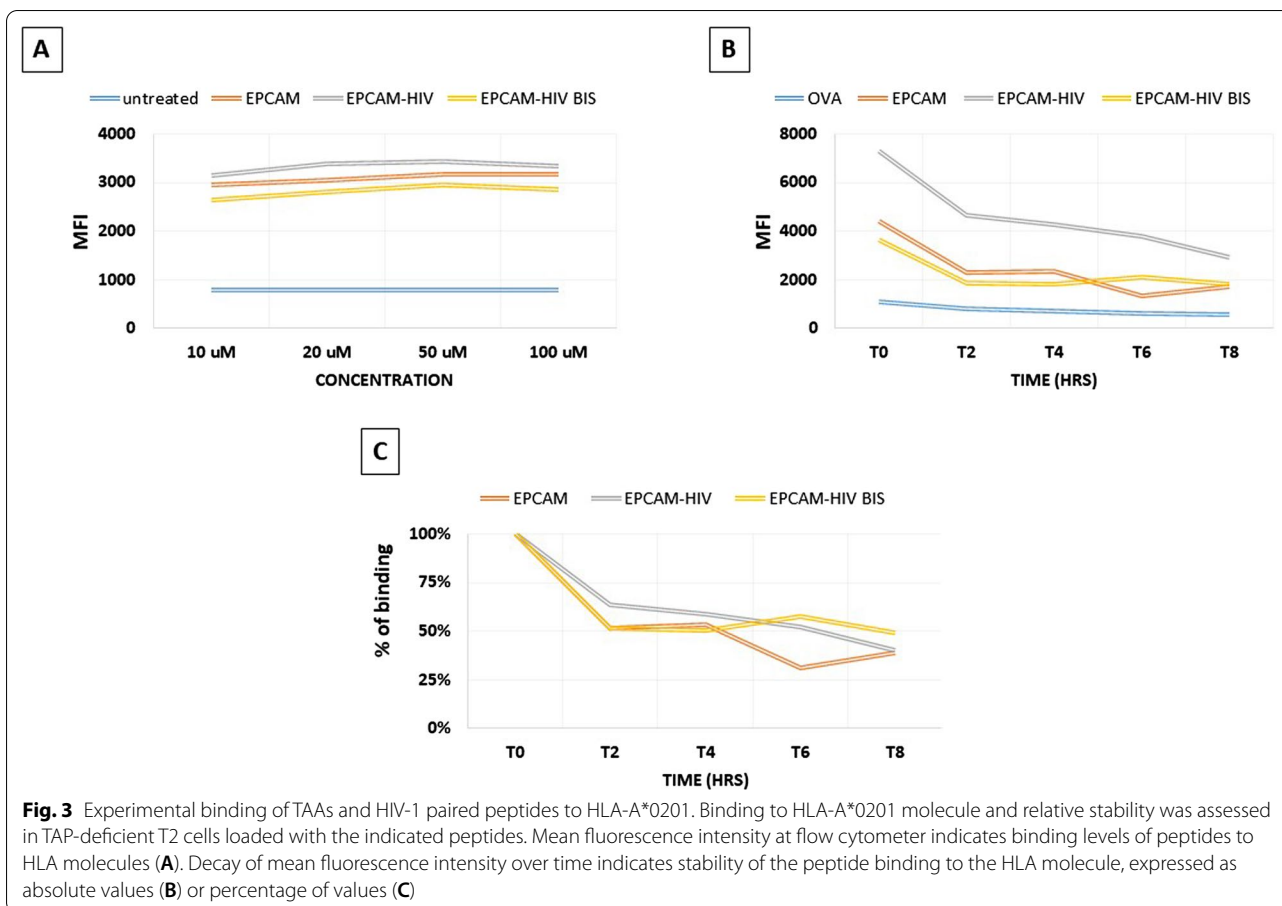 A
untreated EPCAM EPCAM-HIV EPCAM-HIV BIS
4000
3000
2000
1000
0
MFI
10 uM 20 uM 50 uM 100 uM
CONCENTRATION
B
OVA EPCAM EPCAM-HIV EPCAM-HIV BIS
8000
6000
4000
2000
0
MFI
T0 T2 T4 T6 T8
TIME (HRS)
C
EPCAM EPCAM-HIV EPCAM-HIV BIS
100%
75%
50%
25%
0%
% of binding
T0 T2 T4 T6 T8
TIME (HRS)
Fig. 3 Experimental binding of TAAs and HIV-1 paired peptides to HLA-A*0201. Binding to HLA-A*0201 molecule and relative stability was assessed
in TAP-deficient T2 cells loaded with the indicated peptides. Mean fluorescence intensity at flow cytometer indicates binding levels of peptides to
HLA molecules (A). Decay of mean fluorescence intensity over time indicates stability of the peptide binding to the HLA molecule, expressed as
absolute values (B) or percentage of values (C)